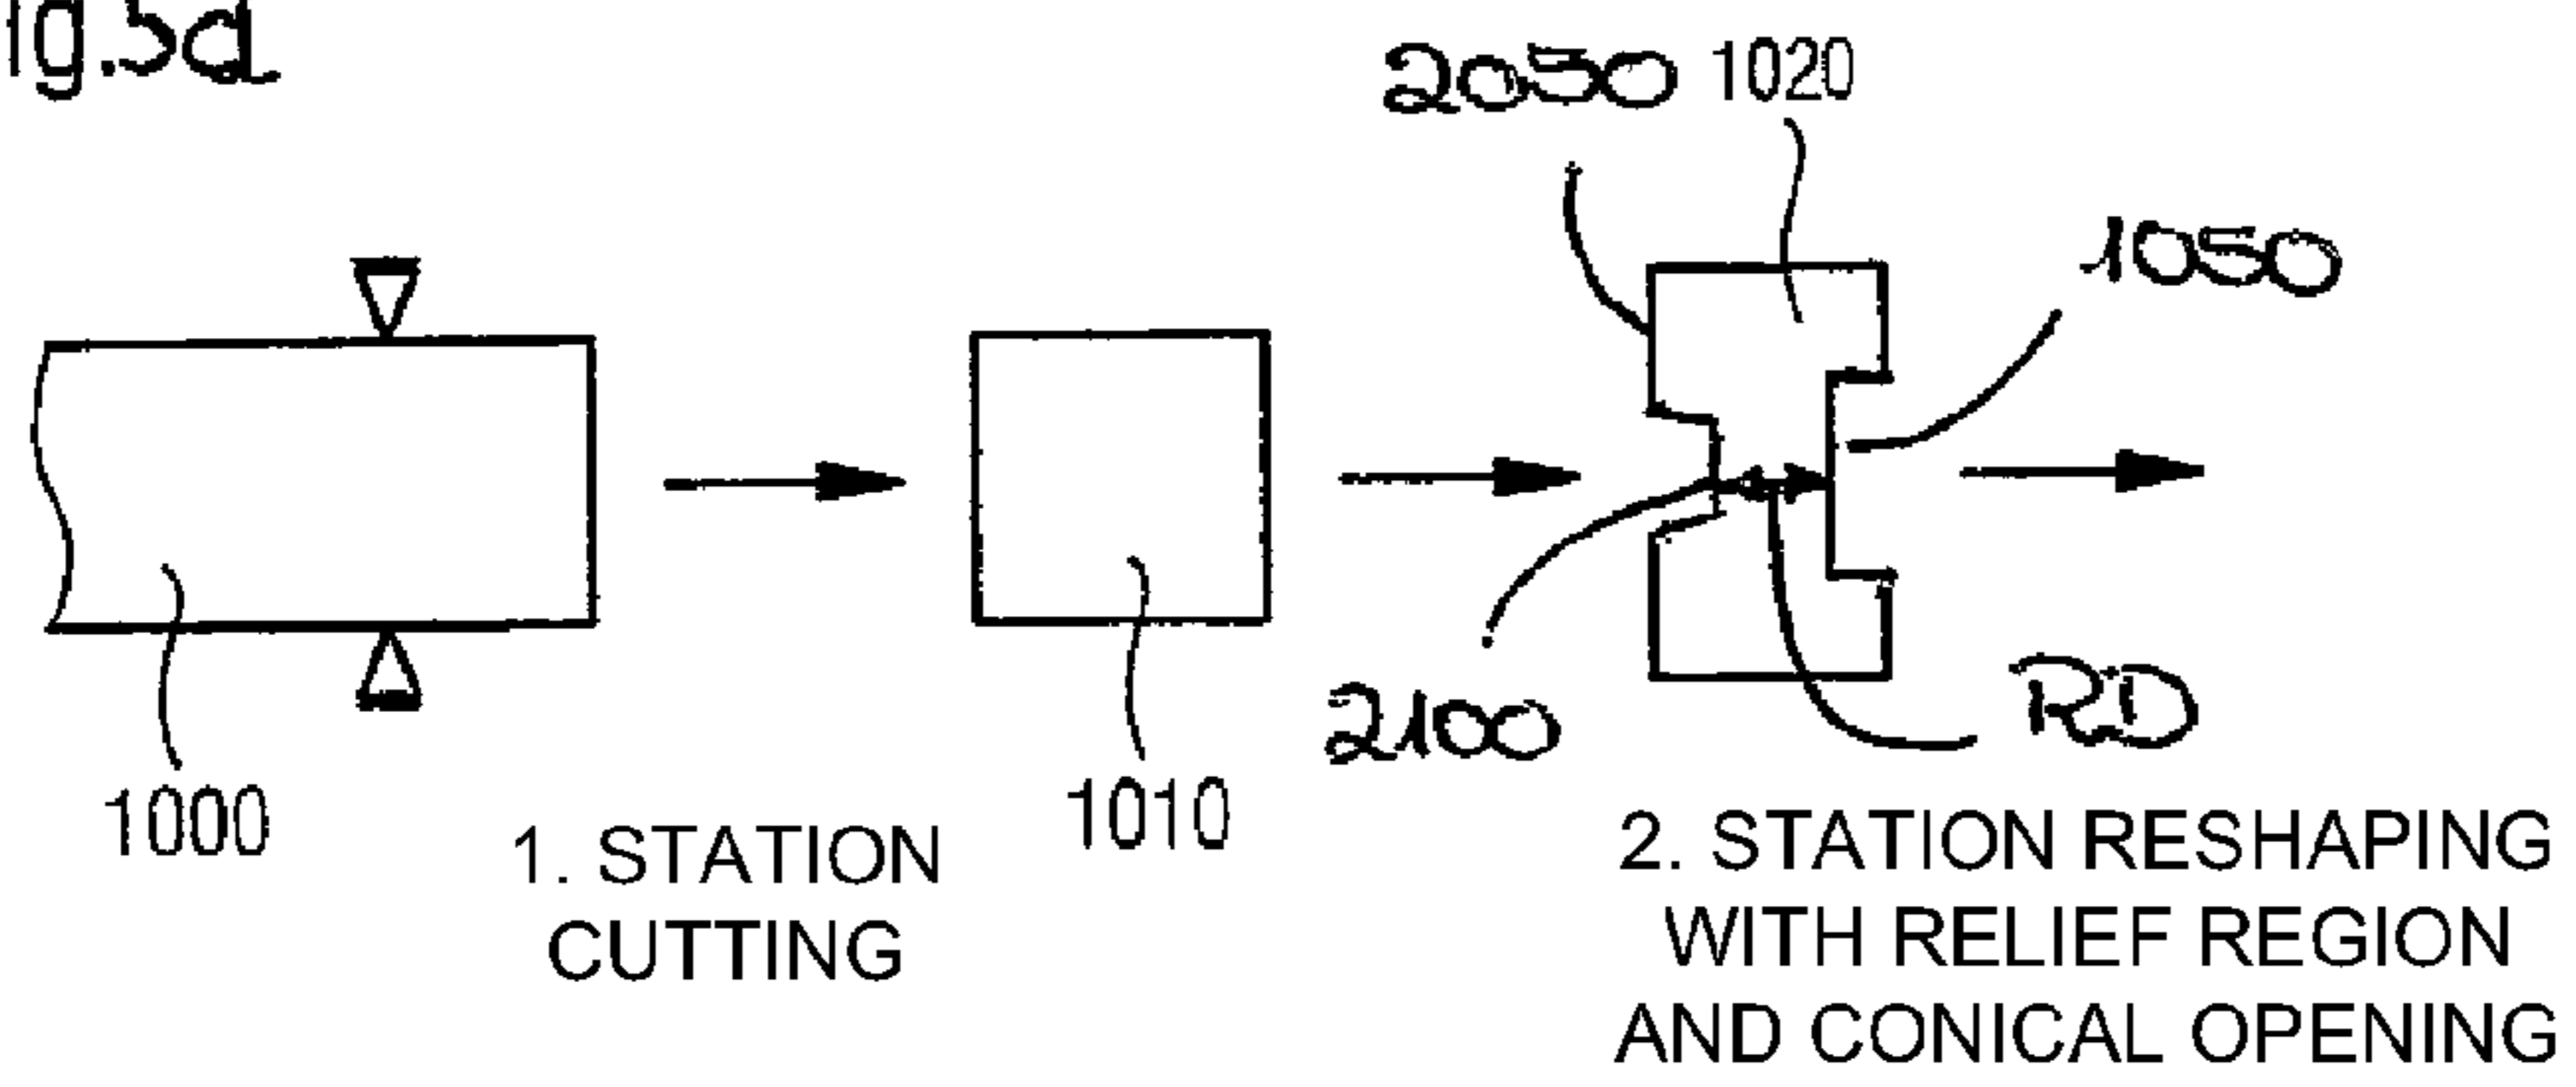 ig.5d
2050 1020
1050
2100
RD
1000
1010
1. STATION
CUTTING
2. STATION RESHAPING
WITH RELIEF REGION
AND CONICAL OPENING